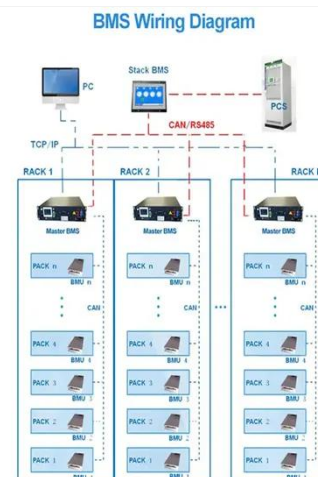 BMS Wiring Diagram
Stack BMS
PC
PCS
CAN/RS485
TCP/IP
RACK 1
RACK 2
RACK
Master BMS
Master BMS
Master BMS
PACK n
BMU n
PACK n
BMU n
PACK n
BMU n
CAN
CAN
CAN
PACK 4
BMU 4
PACK 4
BMU 4
PACK 4
BMU 4
PACK 3
BMU 3
PACK 3
BMU 3
PACK 3
BMU 3
PACK 2
BMU 2
PACK 2
BMU 2
PACK 2
BMU 2
PACK 1
PACK 1
PACK 1